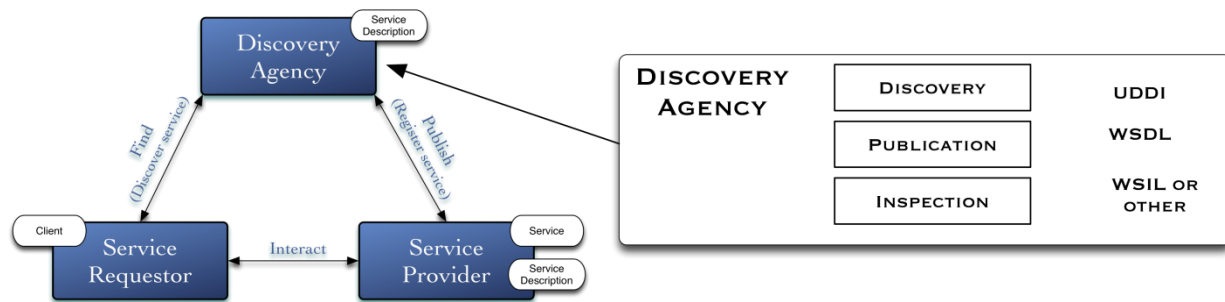 Service
Description
Discovery
Agency
Find
(Discover service)
Publish
(Register service)
Client
Service
Requestor
Interact
Service
Provider
Service
Service
Description
DISCOVERY
AGENCY
DISCOVERY
UDDI
PUBLICATION
WSDL
INSPECTION
WSIL OR
OTHER